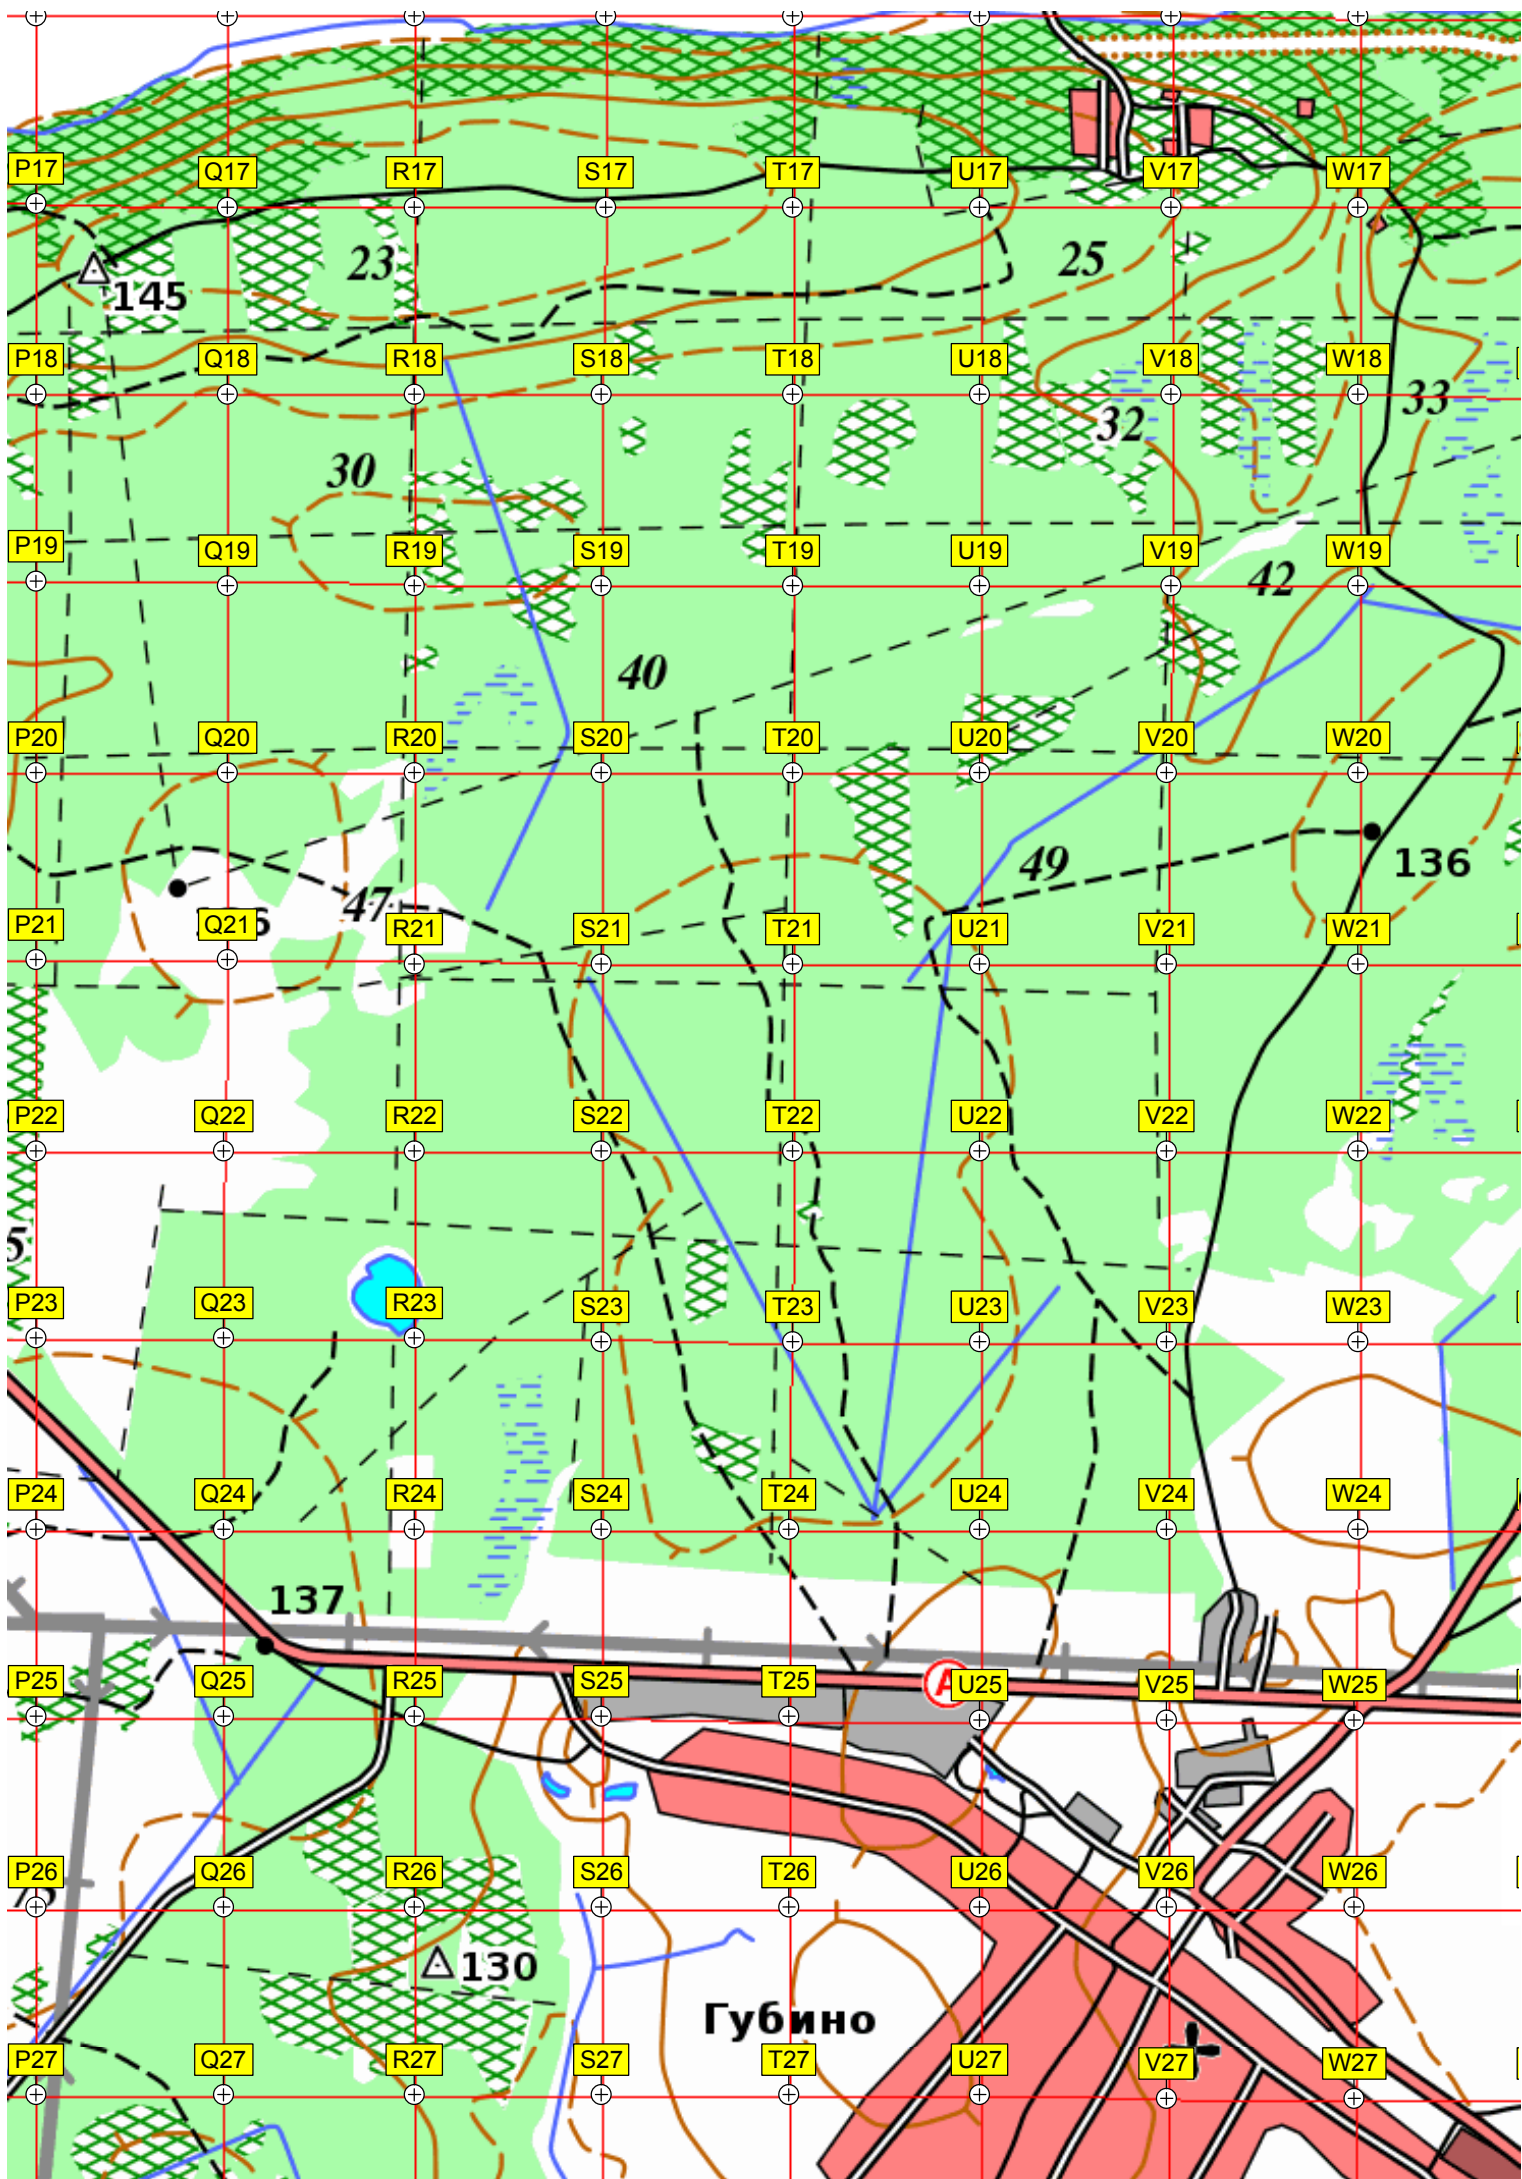 P17 Q17 R17 S17 T17 U17 V17 W17
23 25
145
P18 Q18 R18 S18 T18 U18 V18 W18
32 33
30
P19 Q19 R19 S19 T19 U19 V19 W19
42
40
P20 Q20 R20 S20 T20 U20 V20 W20
49 136
47
P21 Q21 R21 S21 T21 U21 V21 W21
P22 Q22 R22 S22 T22 U22 V22 W22
5
P23 Q23 R23 S23 T23 U23 V23 W23
P24 Q24 R24 S24 T24 U24 V24 W24
137
P25 Q25 R25 S25 T25 A U25 V25 W25
P26 Q26 R26 S26 T26 U26 V26 W26
130
Губино
P27 Q27 R27 S27 T27 U27 V27 W27